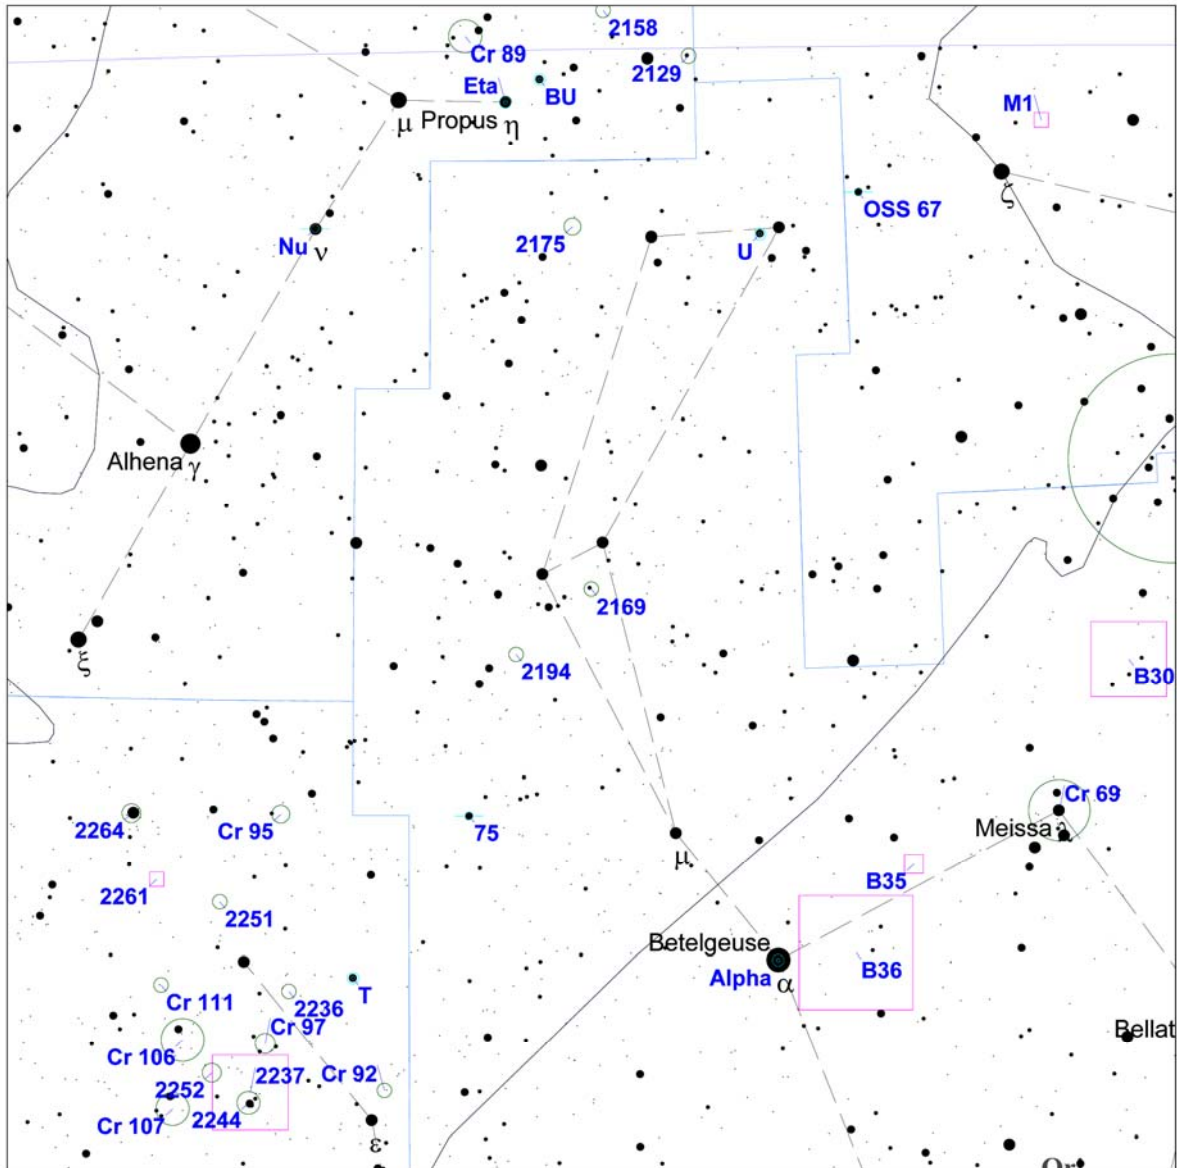 2158
Cr 89
2129
Eta
BU
M1
μ Propus η
ζ
OSS 67
Nu ν
2175
U
Alhena γ
2169
ξ
2194
B30
Cr 69
2264
Cr 95
75
Meissa λ
μ
2261
B35
2251
Betelgeuse
Alpha α
B36
Cr 111
2236
T
Cr 97
Cr 106
Bellat
2237
Cr 92
2252
2244
Cr 107
ε